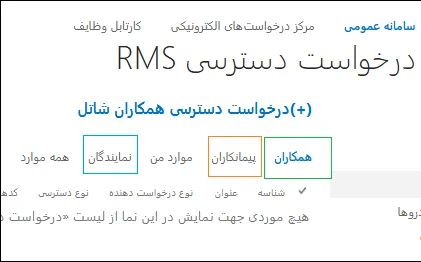 سامانه عمومی مرکز درخواست‌های الکترونیکی کارتابل وظایف
درخواست دسترسی RMS
(+)درخواست دسترسی همکاران شاتل
همکاران پیمانکاران موارد من نمایندگان همه موارد
✓ شناسه عنوان نوع درخواست دهنده نوع دسترسی
هیچ موردی جهت نمایش در این نما از لیست «درخواست